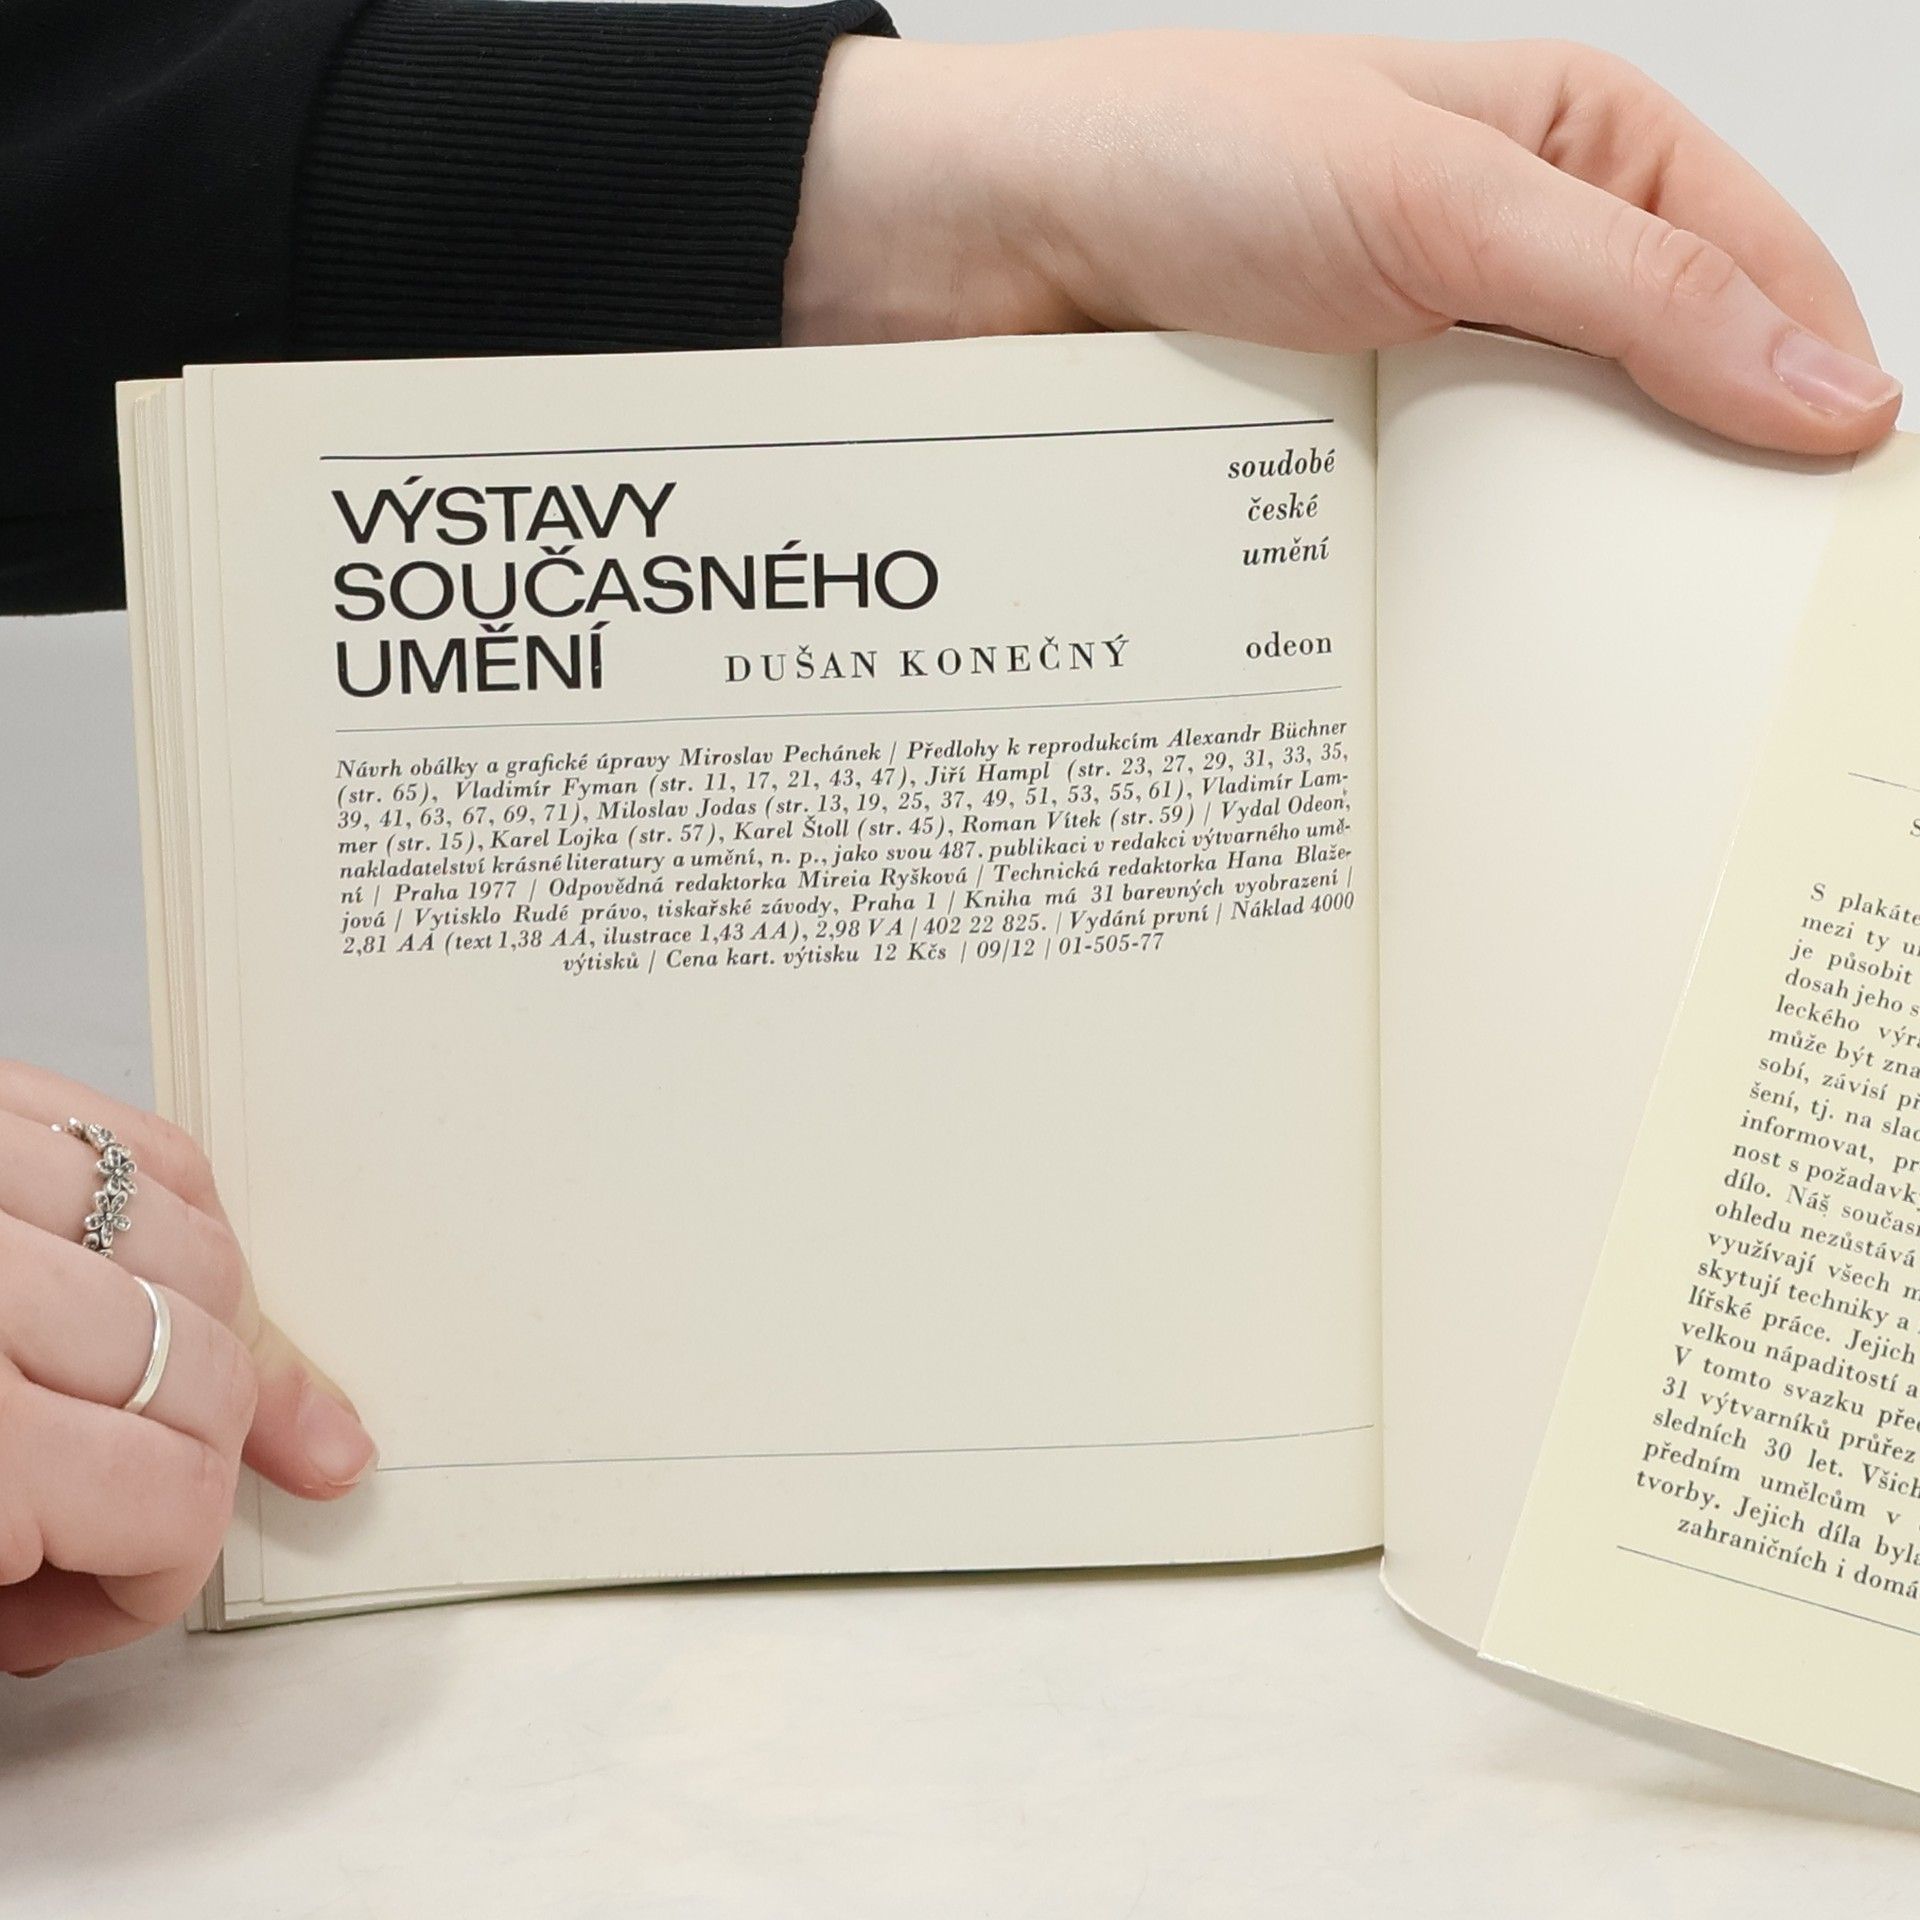 VÝSTAVY
SOUČASNÉHO
UMĚNÍ
DUŠAN KONEČNÝ
soudobé
české
umění
odeon
Návrh obálky a grafické úpravy Miroslav Pechánek / Předlohy k reprodukcím Alexandr Büchner
(str. 65), Vladimír Fyman (str. 11, 17, 21, 43, 47), Jiří Hampl (str. 23, 27, 29, 31, 33, 35,
39, 41, 63, 67, 69, 71), Miloslav Jodas (str. 13, 19, 25, 37, 49, 51, 53, 55, 61), Vladimír Lam-
mer (str. 15), Karel Lojka (str. 57), Karel Štoll (str. 45), Roman Vítek (str. 59) / Vydal Odeon,
nakladatelství krásné literatury a umění, n. p., jako svou 487. publikaci v redakci výtvarného umě-
ní / Praha 1977 / Odpovědná redaktorka Mireia Ryšková / Technická redaktorka Hana Blaže-
jová / Vytisklo Rudé právo, tiskařské závody, Praha 1 / Kniha má 31 barevných vyobrazení /
2,81 AA (text 1,38 AA, ilustrace 1,43 AA), 2,98 VA / 402 22 825. / Vydání první / Náklad 4000
výtisků / Cena kart. výtisku 12 Kčs / 09/12 / 01-505-77
S
mezi ty
je působit
dosah jeho
leckého
může být
sobí, závisí
šení, tj. na
informovat,
nost s
dílo. Náš
ohledu nezůstává
využívají všech
skytují techniky a
lířské práce. Jejich
velkou nápaditostí a
V tomto svazku
31 výtvarníků průřez
sledních 30 let.
předním umělcům v
tvorby. Jejich díla
zahraničních i